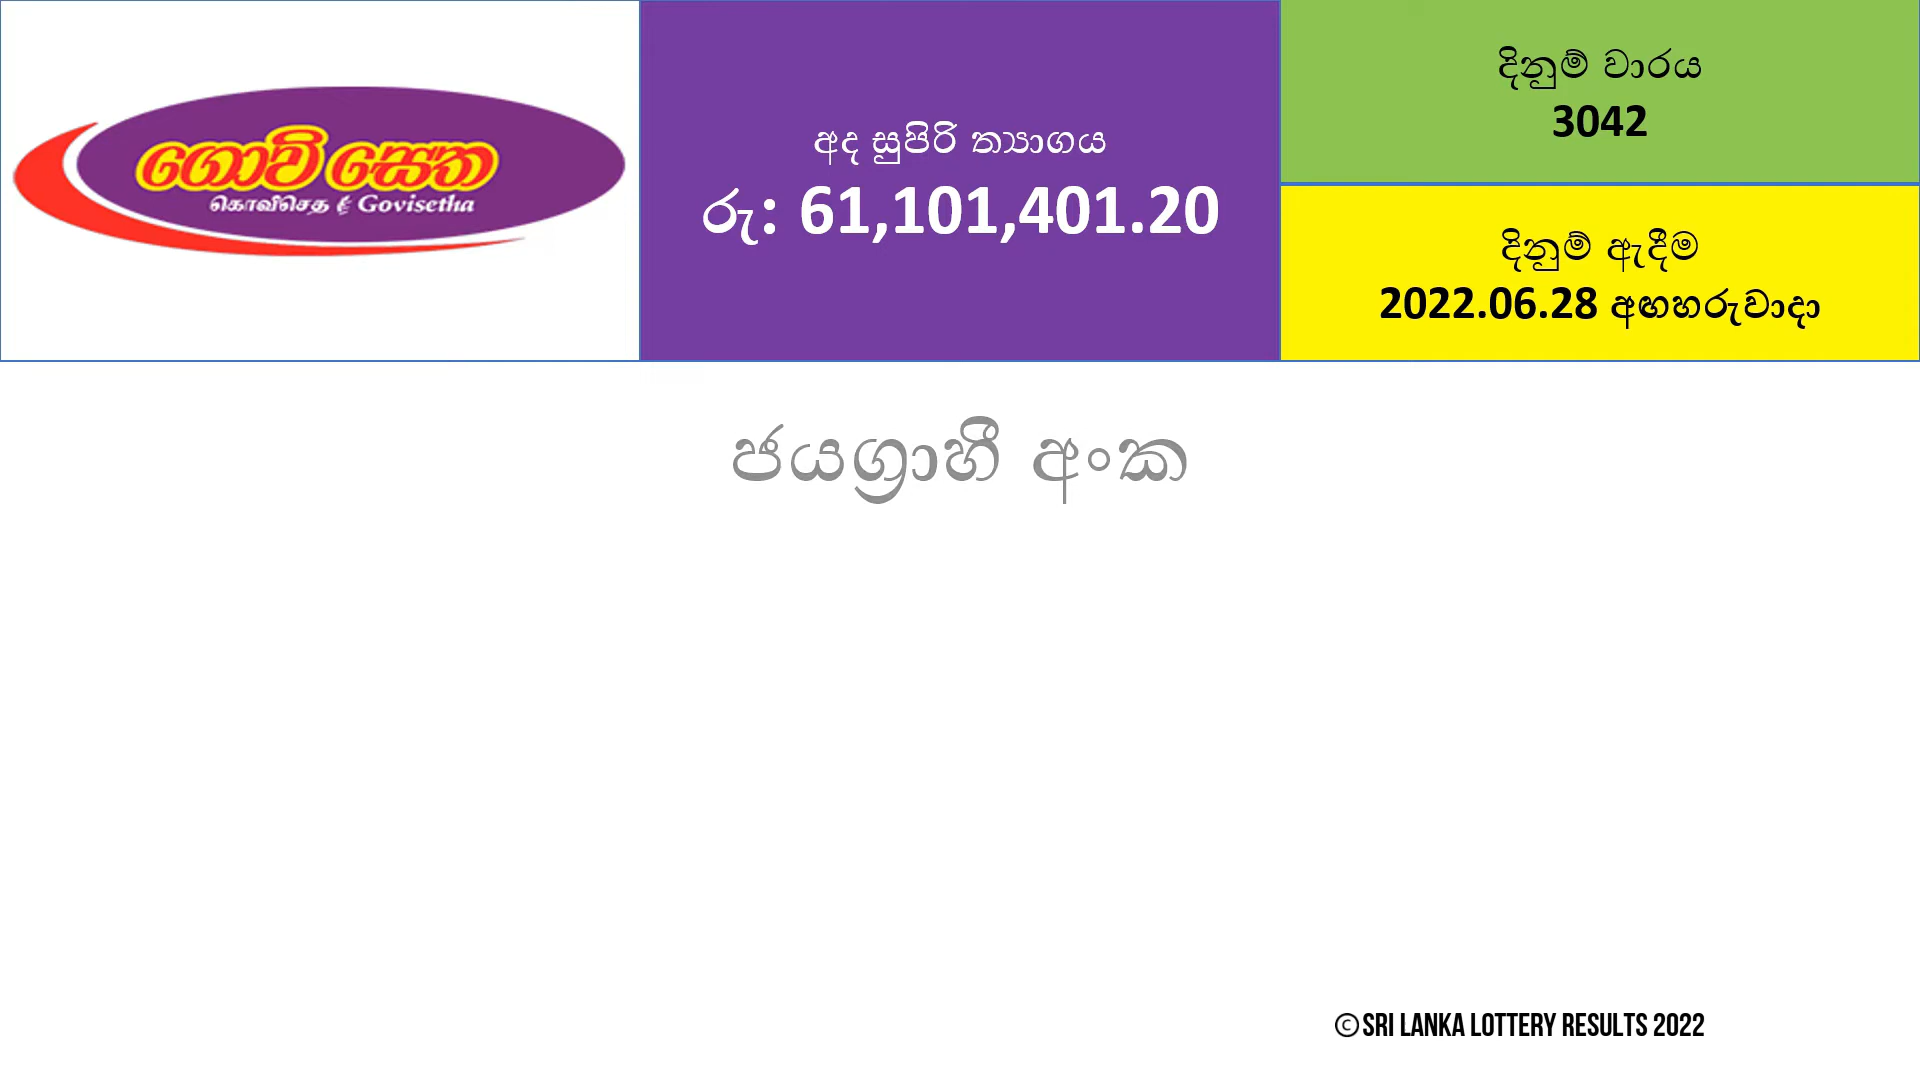 ගොවි සෙත
கொவிசெத Govisetha
අද සුපිරි ත්‍යාගය
රු: 61,101,401.20
දිනුම් වාරය
3042
දිනුම් ඇදීම
2022.06.28 අඟහරුවාදා
ජයග්‍රාහී අංක
©SRI LANKA LOTTERY RESULTS 2022